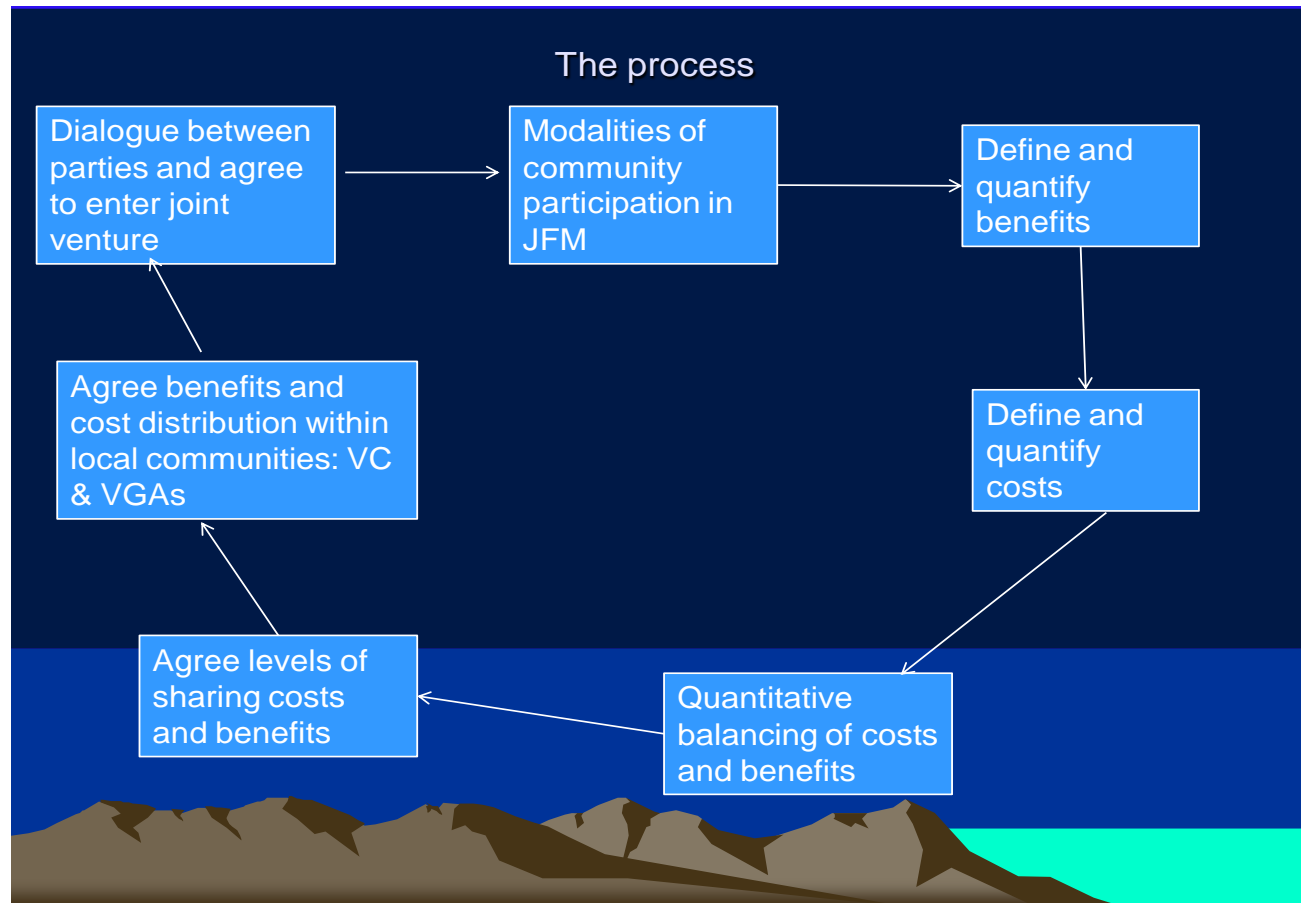 The process
Dialogue between
parties and agree
to enter joint
venture
Modalities of
community
participation in
JFM
Define and
quantify
benefits
Define and
quantify
costs
Quantitative
balancing of costs
and benefits
Agree levels of
sharing costs
and benefits
Agree benefits and
cost distribution within
local communities: VC
& VGAs